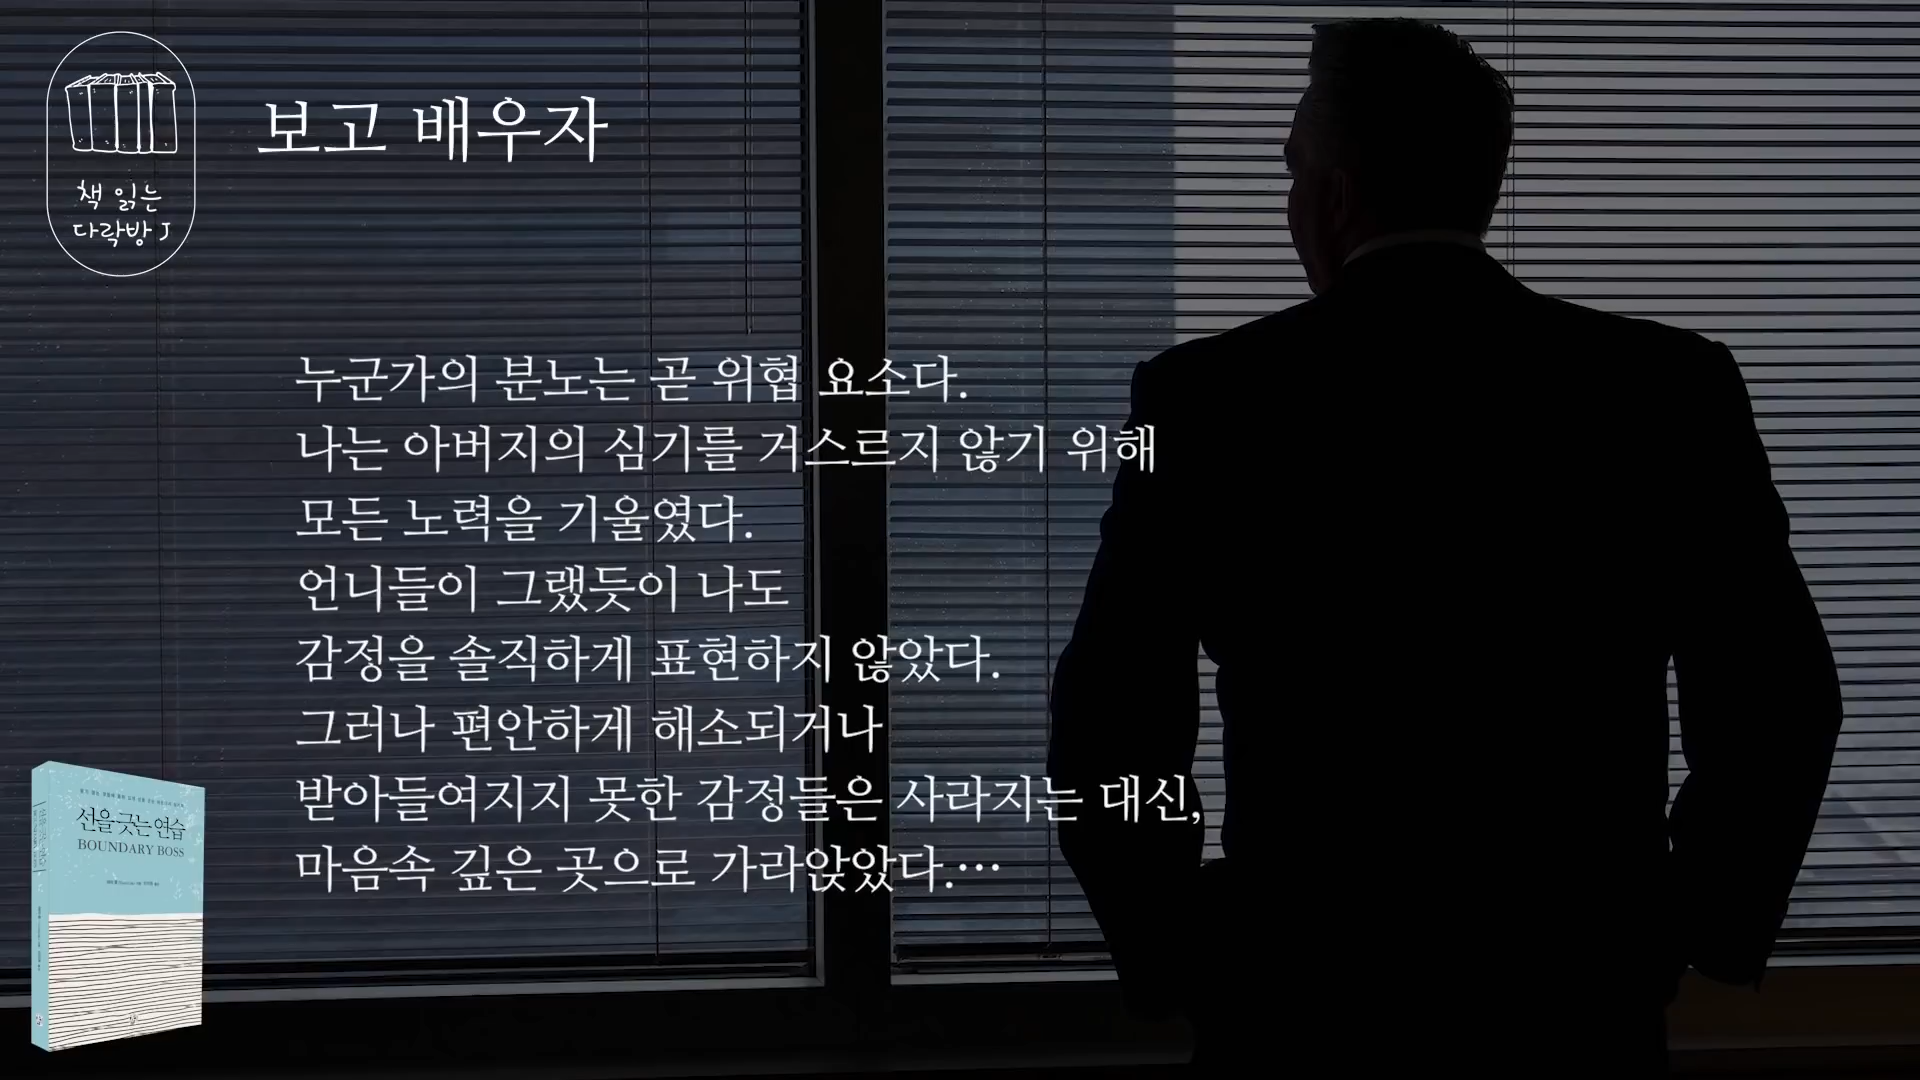 책 읽는
다락방 J
보고 배우자
누군가의 분노는 곧 위협 요소다.
나는 아버지의 심기를 거스르지 않기 위해
모든 노력을 기울였다.
언니들이 그랬듯이 나도
감정을 솔직하게 표현하지 않았다.
그러나 편안하게 해소되거나
받아들여지지 못한 감정들은 사라지는 대신,
마음속 깊은 곳으로 가라앉았다.…
선을 긋는 연습
BOUNDARY BOSS